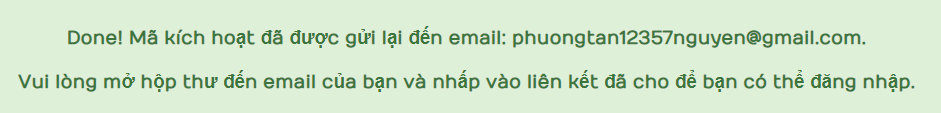 Done! Mã kích hoạt đã được gửi lại đến email: phuongtan12357nguyen@gmail.com.
Vui lòng mở hộp thư đến email của bạn và nhấp vào liên kết đã cho để bạn có thể đăng nhập.